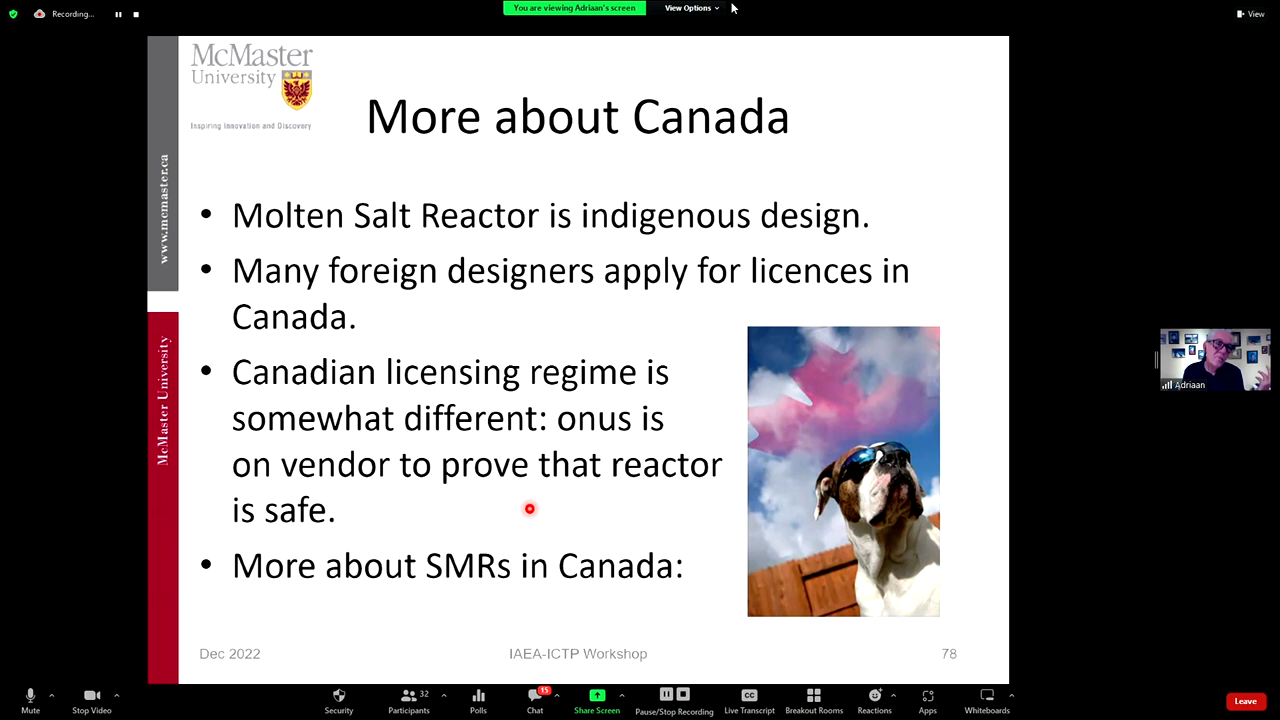 Recording...
You are viewing Adriaan's screen
View Options
View
McMaster
University
Inspiring Innovation and Discovery
www.mcmaster.ca
McMaster University
More about Canada
• Molten Salt Reactor is indigenous design.
• Many foreign designers apply for licences in
Canada.
• Canadian licensing regime is
somewhat different: onus is
on vendor to prove that reactor
is safe.
• More about SMRs in Canada:
Dec 2022
IAEA-ICTP Workshop
78
Adriaan
Mute
Stop Video
Security
32
Participants
Polls
15
Chat
Share Screen
Pause/Stop Recording
CC
Live Transcript
Breakout Rooms
Reactions
Apps
Whiteboards
Leave